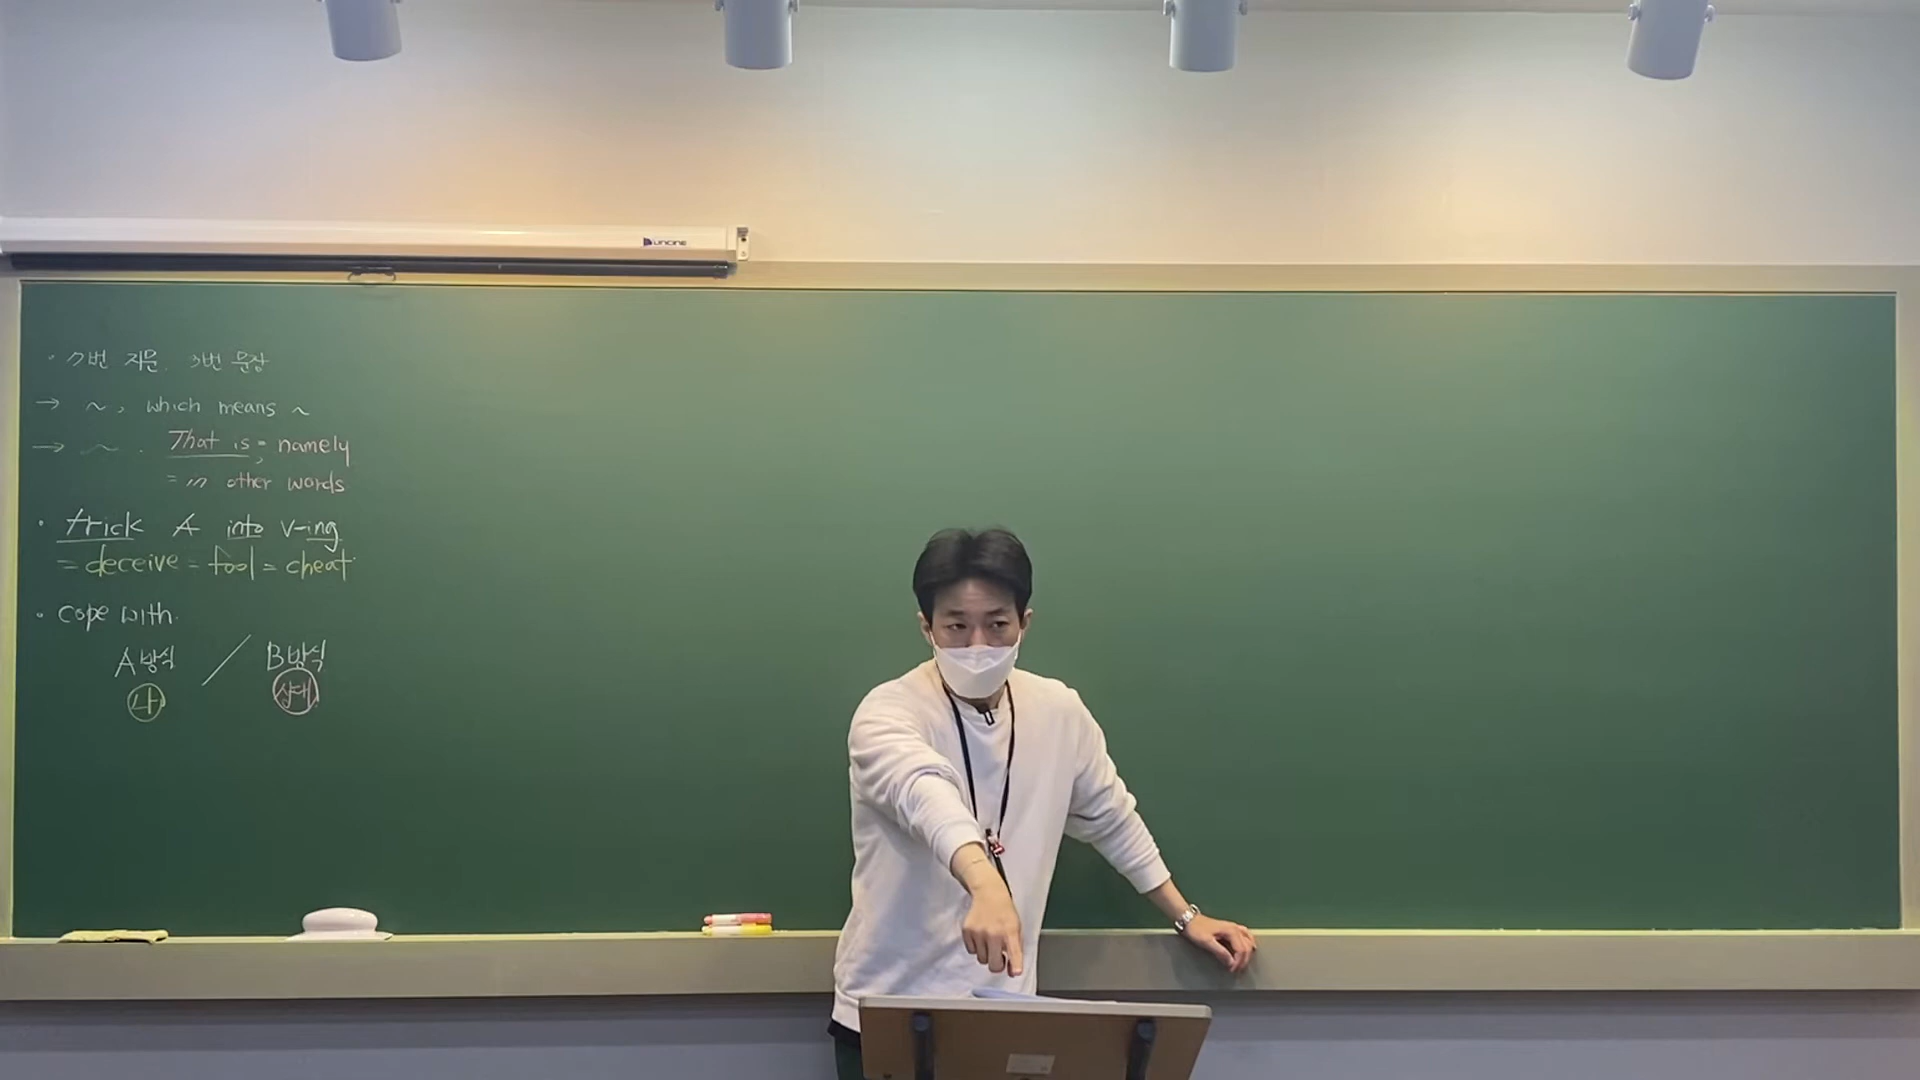 UNCINE
· 7번 지문. 3번 문장
→ ~, which means ~
→ ~. That is, = namely
= in other words
· trick A into v-ing
= deceive = fool = cheat
· cope with.
A방식 / B방식
나 상대